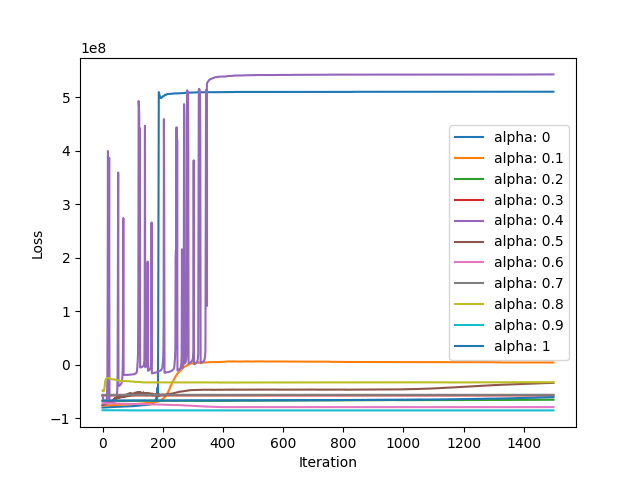 1e8
5
4
3
2
1
0
−1
Loss
0 200 400 600 800 1000 1200 1400
Iteration
alpha: 0
alpha: 0.1
alpha: 0.2
alpha: 0.3
alpha: 0.4
alpha: 0.5
alpha: 0.6
alpha: 0.7
alpha: 0.8
alpha: 0.9
alpha: 1